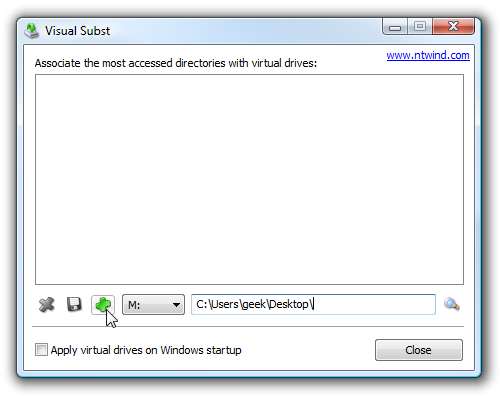 Visual Subst
www.ntwind.com
Associate the most accessed directories with virtual drives:
M:
C:\Users\geek\Desktop\
Apply virtual drives on Windows startup
Close